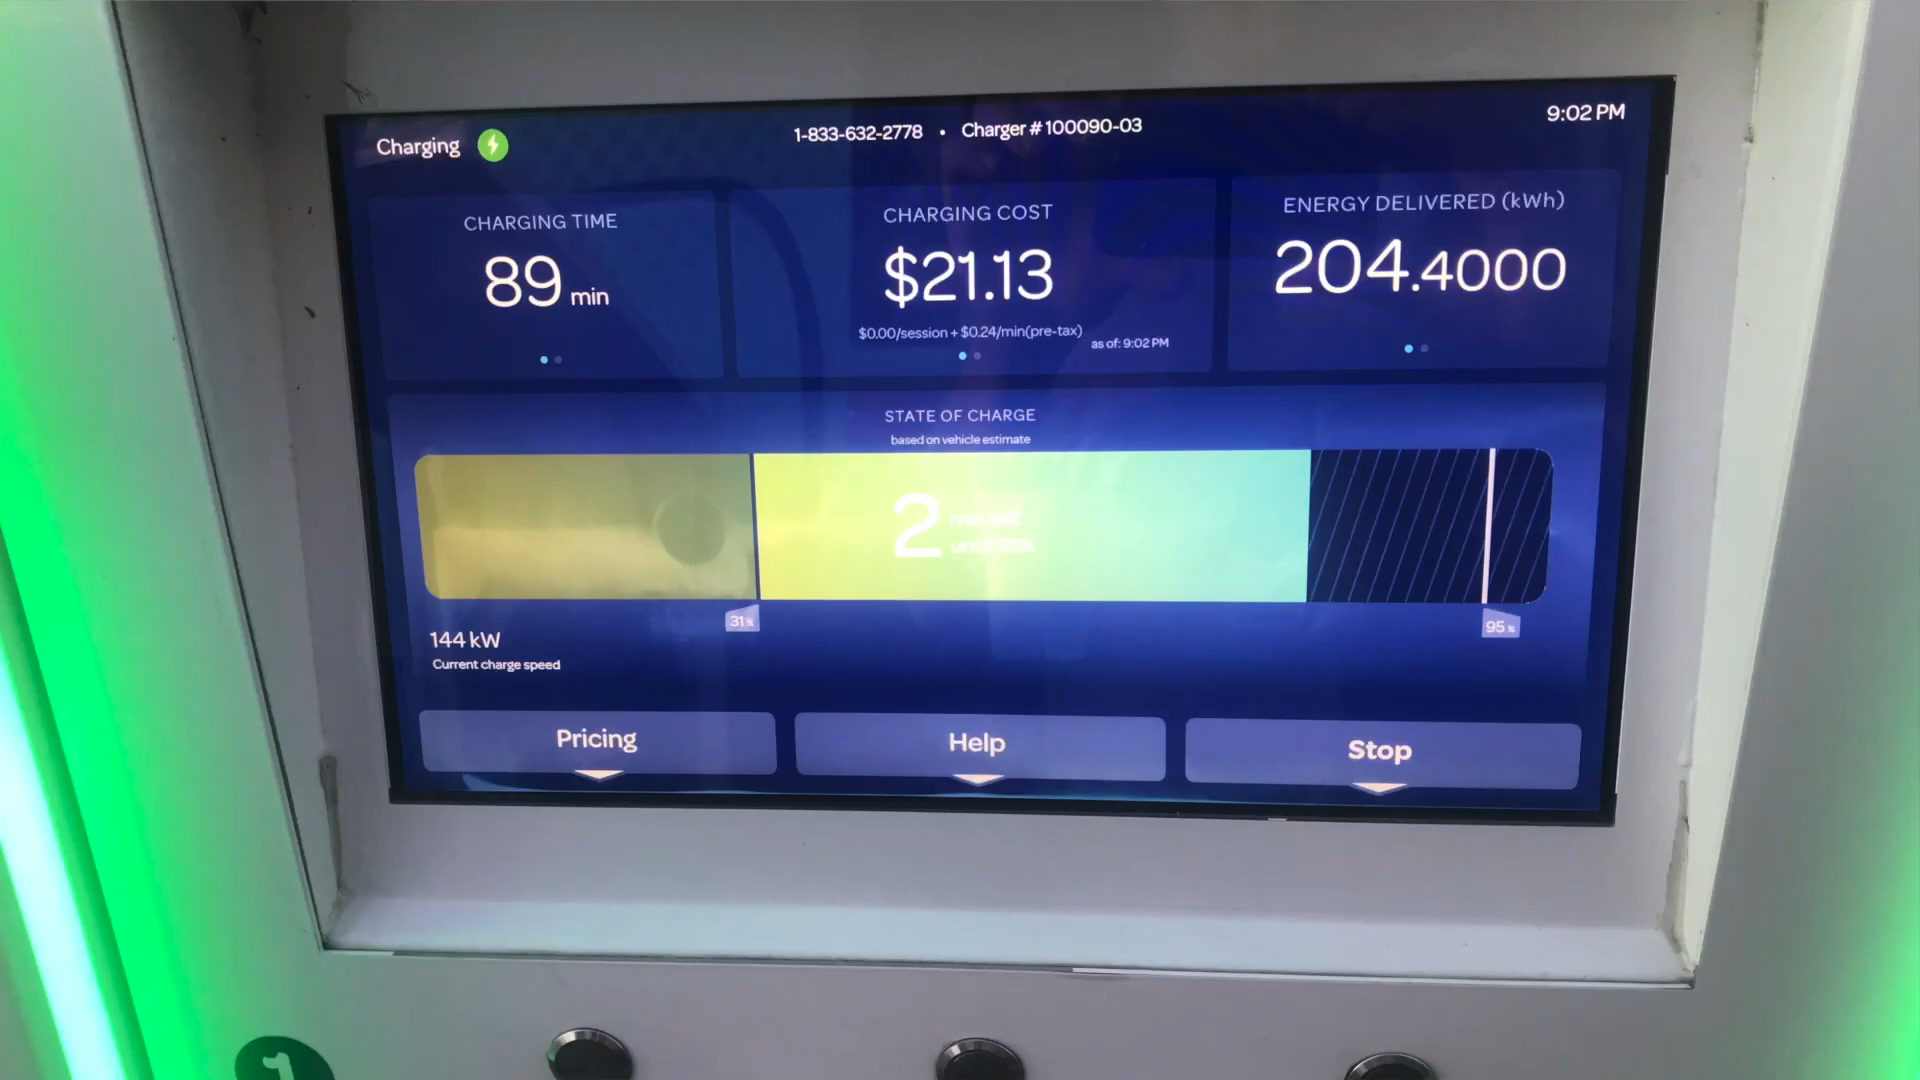 Charging
1-833-632-2778 • Charger # 100090-03
9:02 PM
CHARGING TIME
89 min
CHARGING COST
$21.13
$0.00/session + $0.24/min(pre-tax)
as of: 9:02 PM
ENERGY DELIVERED (kWh)
204.4000
STATE OF CHARGE
based on vehicle estimate
2
31%
95%
144 kW
Current charge speed
Pricing
Help
Stop